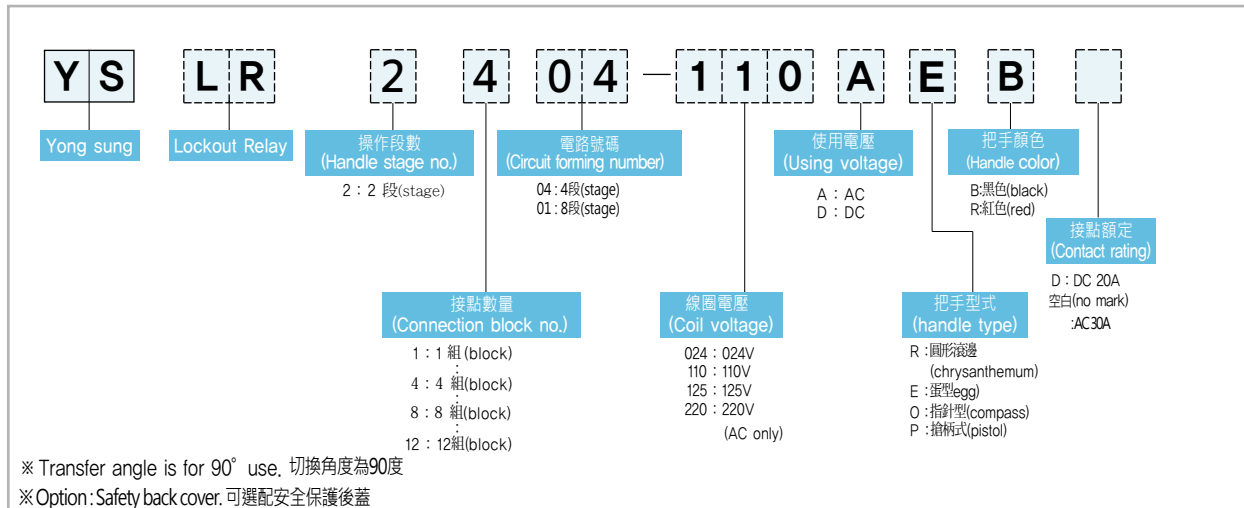 YS LR 2 4 04 — 110 A E B
Yong sung
Lockout Relay
操作段數
(Handle stage no.)
2 : 2 段(stage)
電路號碼
(Circuit forming number)
04 : 4段(stage)
01 : 8段(stage)
使用電壓
(Using voltage)
A : AC
D : DC
把手顏色
(Handle color)
B:黑色(black)
R:紅色(red)
接點額定
(Contact rating)
D : DC 20A
空白(no mark)
:AC30A
接點數量
(Connection block no.)
1 : 1 組(block)
:
4 : 4 組(block)
:
8 : 8 組(block)
:
12 : 12組(block)
線圈電壓
(Coil voltage)
024 : 024V
110 : 110V
125 : 125V
220 : 220V
(AC only)
把手型式
(handle type)
R : 圓形滾邊
(chrysanthemum)
E : 蛋型egg)
O : 指針型(compass)
P : 搶柄式(pistol)
※ Transfer angle is for 90° use. 切換角度為90度
※ Option : Safety back cover. 可選配安全保護後蓋